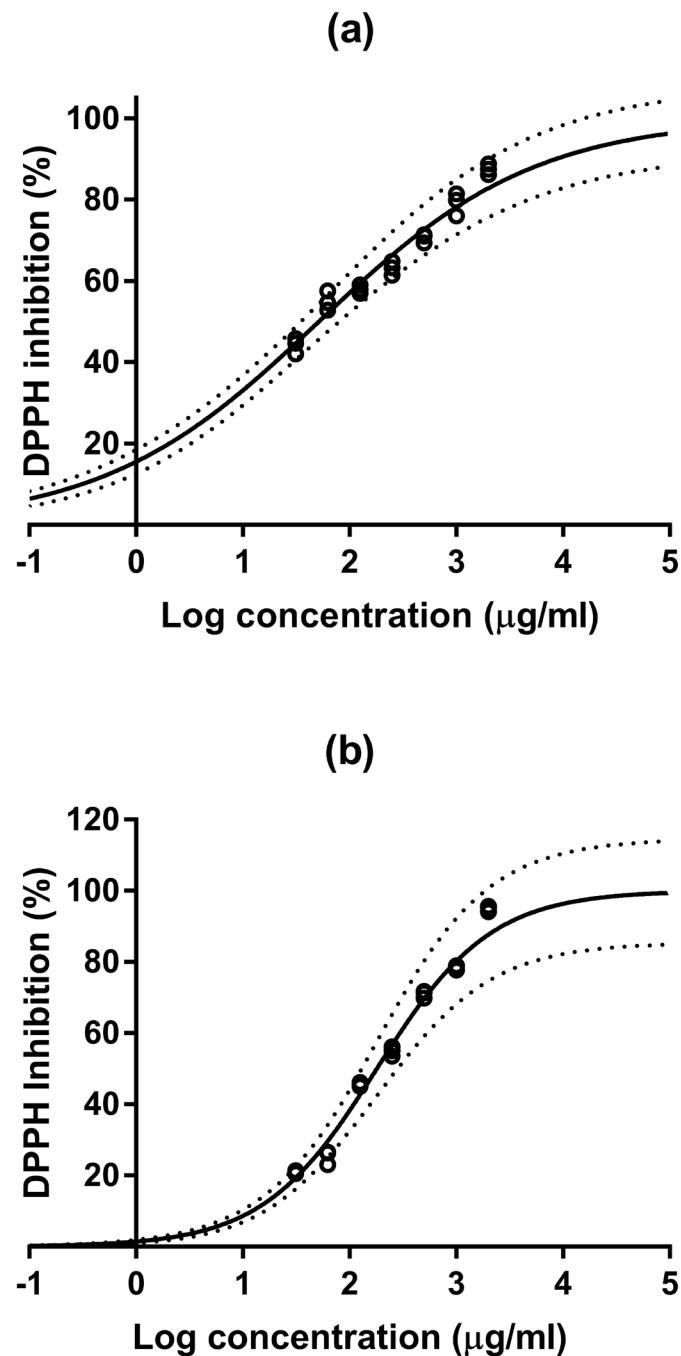 (a)
100
80
60
40
20
DPPH inhibition (%)
-1 0 1 2 3 4 5
Log concentration (μg/ml)
(b)
120
100
80
60
40
20
DPPH Inhibition (%)
-1 0 1 2 3 4 5
Log concentration (μg/ml)